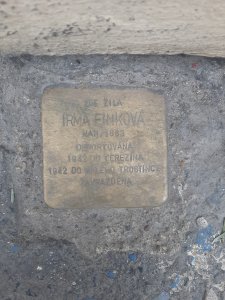 ZDE ŽILA
IRMA FINKOVÁ
NAR. 1883
DEPORTOVÁNA
1942 DO TEREZÍNA
1942 DO MALÉHO TROSTINCE
ZAVRAŽDĚNA